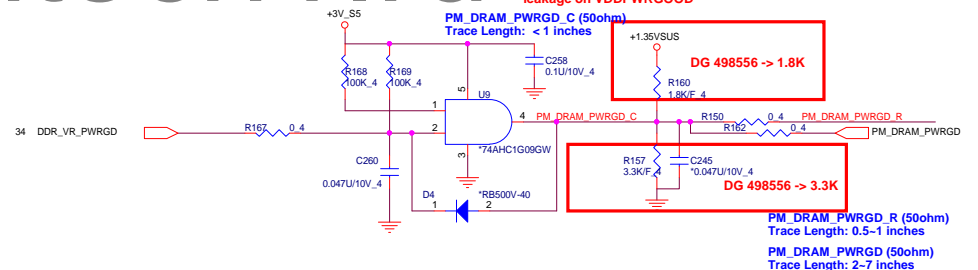 leakage on VDDPWRGOOD
+3V_S5
PM_DRAM_PWRGD_C (50ohm)
Trace Length: < 1 inches
+1.35VSUS
DG 498556 -> 1.8K
R168
100K_4
R169
100K_4
C258
0.1U/10V_4
R160
1.8K/F_4
5
U9
1
2
4
3
*74AHC1G09GW
PM_DRAM_PWRGD_C
R150
0_4
PM_DRAM_PWRGD_R
34
DDR_VR_PWRGD
R167
0_4
R162
0_4
PM_DRAM_PWRGD
C260
0.047U/10V_4
R157
3.3K/F_4
C245
*0.047U/10V_4
DG 498556 -> 3.3K
D4
*RB500V-40
1
2
PM_DRAM_PWRGD_R (50ohm)
Trace Length: 0.5~1 inches
PM_DRAM_PWRGD (50ohm)
Trace Length: 2~7 inches